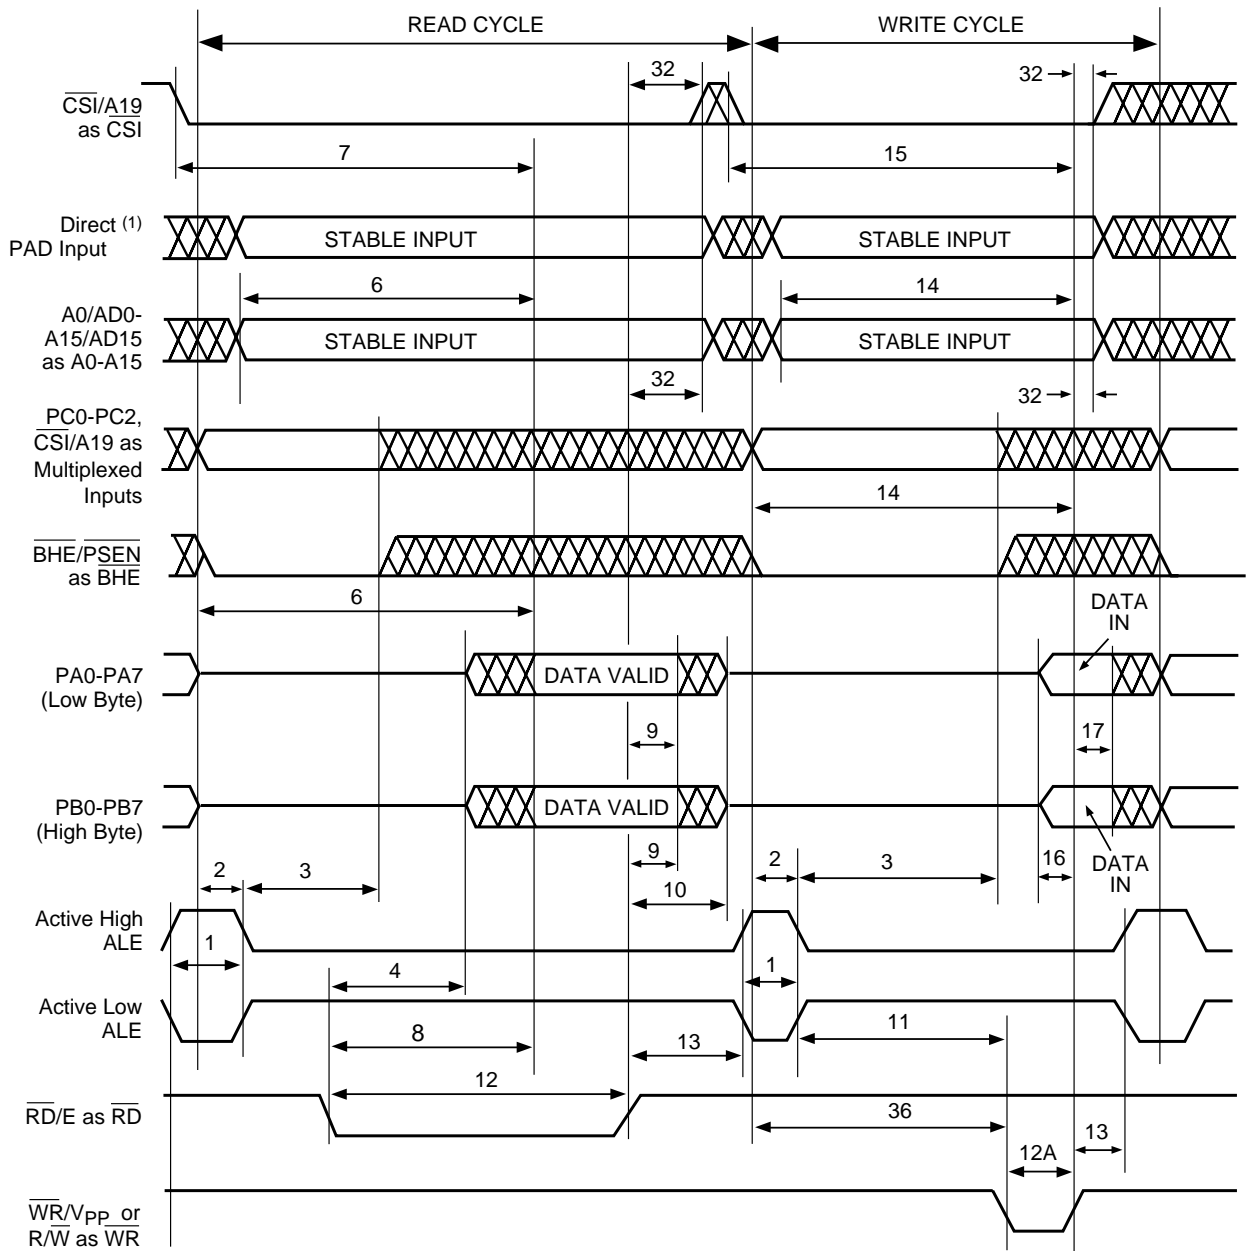 READ CYCLE
WRITE CYCLE
32
32
CSI/A19
as CSI
7
15
Direct (1)
PAD Input
STABLE INPUT
STABLE INPUT
6
14
A0/AD0-
A15/AD15
as A0-A15
STABLE INPUT
STABLE INPUT
32
32
PC0-PC2,
CSI/A19 as
Multiplexed
Inputs
14
BHE/PSEN
as BHE
6
DATA
IN
PA0-PA7
(Low Byte)
DATA VALID
9
17
PB0-PB7
(High Byte)
DATA VALID
9
DATA
IN
2
3
2
3
16
10
Active High
ALE
1
4
1
Active Low
ALE
8
13
11
12
RD/E as RD
36
13
12A
WR/VPP or
R/W as WR